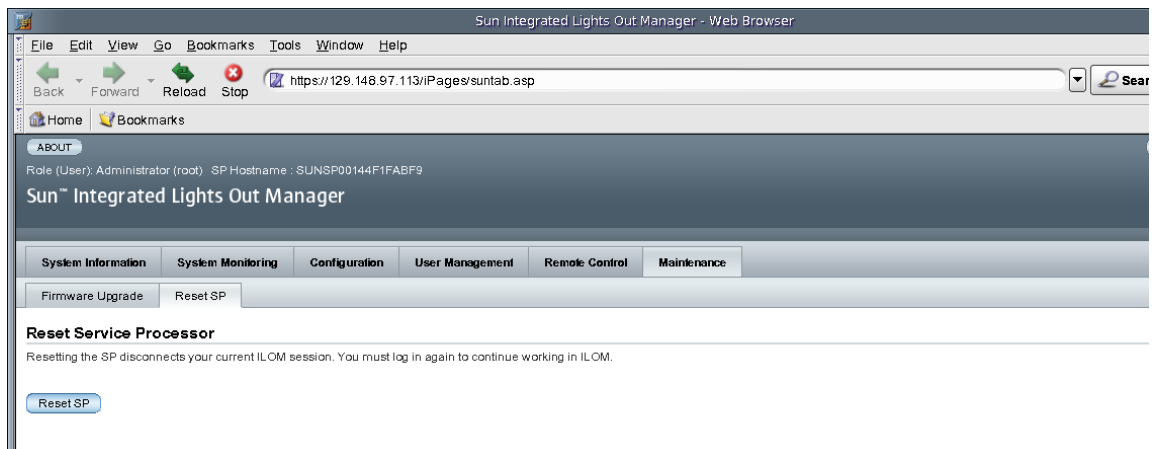 Sun Integrated Lights Out Manager - Web Browser
File Edit View Go Bookmarks Tools Window Help
Back Forward Reload Stop https://129.148.97.113/iPages/suntab.asp
Home Bookmarks
ABOUT
Role (User): Administrator (root) SP Hostname : SUNSP00144F1FABF9
Sun™ Integrated Lights Out Manager
System Information System Monitoring Configuration User Management Remote Control Maintenance
Firmware Upgrade Reset SP
Reset Service Processor
Resetting the SP disconnects your current ILOM session. You must log in again to continue working in ILOM.
Reset SP